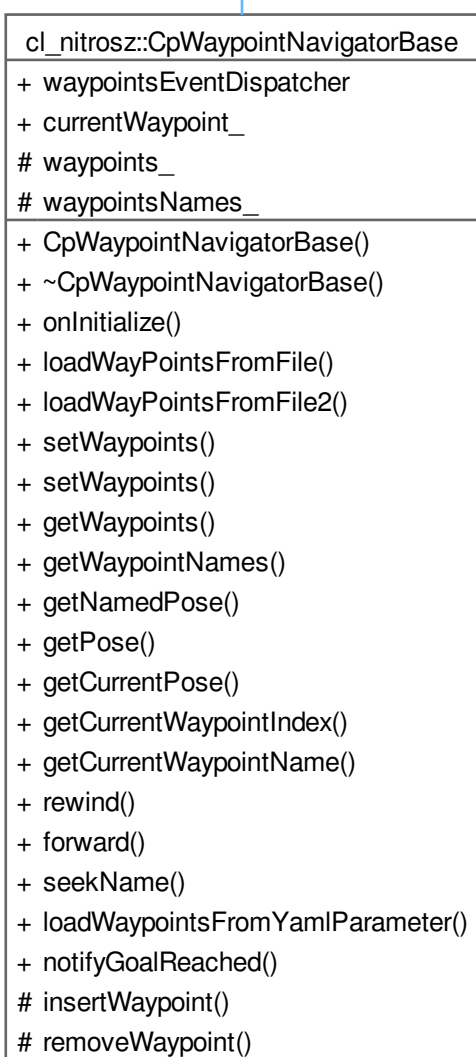 cl_nitrosz::CpWaypointNavigatorBase
+ waypointsEventDispatcher
+ currentWaypoint_
# waypoints_
# waypointsNames_
+ CpWaypointNavigatorBase()
+ ~CpWaypointNavigatorBase()
+ onInitialize()
+ loadWayPointsFromFile()
+ loadWayPointsFromFile2()
+ setWaypoints()
+ setWaypoints()
+ getWaypoints()
+ getWaypointNames()
+ getNamedPose()
+ getPose()
+ getCurrentPose()
+ getCurrentWaypointIndex()
+ getCurrentWaypointName()
+ rewind()
+ forward()
+ seekName()
+ loadWaypointsFromYamlParameter()
+ notifyGoalReached()
# insertWaypoint()
# removeWaypoint()